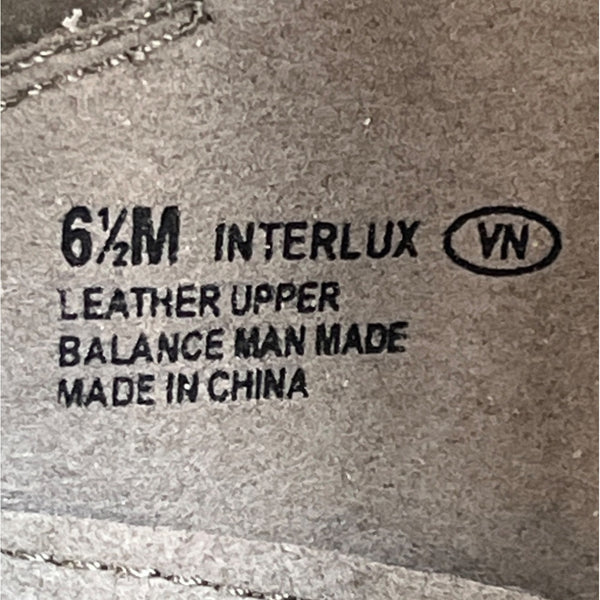 6½M INTERLUX VN
LEATHER UPPER
BALANCE MAN MADE
MADE IN CHINA